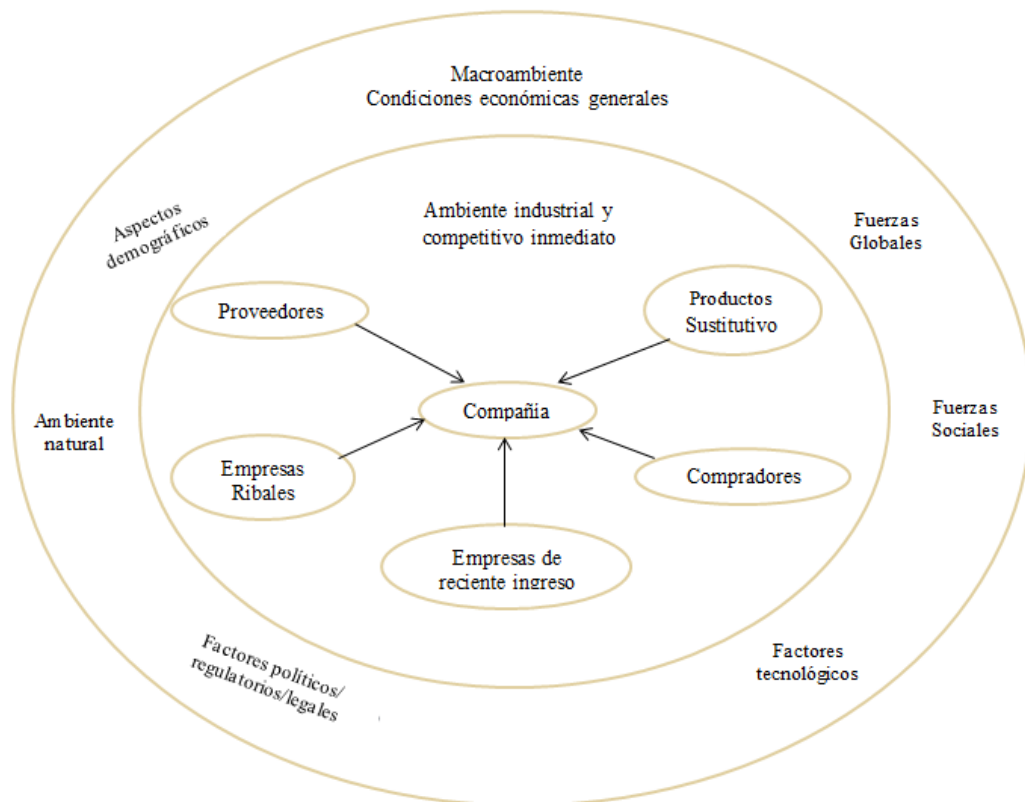 Macroambiente
Condiciones económicas generales
Aspectos
demográficos
Ambiente industrial y
competitivo inmediato
Fuerzas
Globales
Proveedores
Productos
Sustitutivo
Compañia
Ambiente
natural
Fuerzas
Sociales
Empresas
Ribales
Compradores
Empresas de
reciente ingreso
Factores políticos/
regulatorios/legales
Factores
tecnológicos